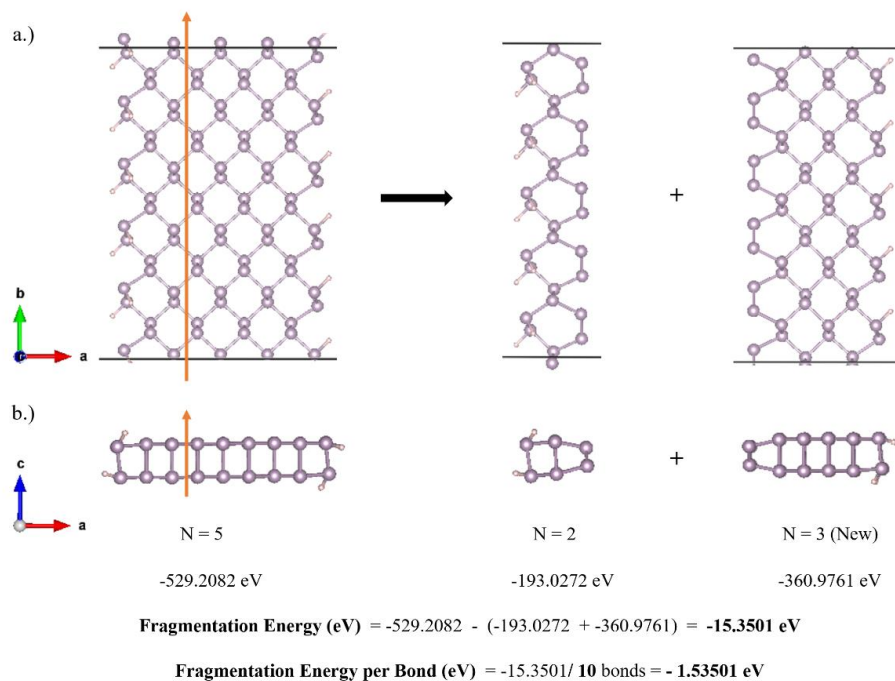 a.)
+
b
a
b.)
c
a
+
N = 5 N = 2 N = 3 (New)
-529.2082 eV -193.0272 eV -360.9761 eV
Fragmentation Energy (eV) = -529.2082 - (-193.0272 + -360.9761) = -15.3501 eV
Fragmentation Energy per Bond (eV) = -15.3501/ 10 bonds = - 1.53501 eV